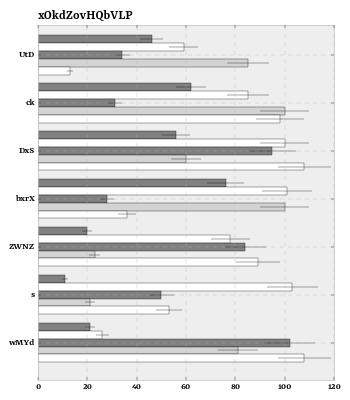 xOkdZovHQbVLP
UtD
ck
DxS
bxrX
ZWNZ
s
wMYd
0 20 40 60 80 100 120